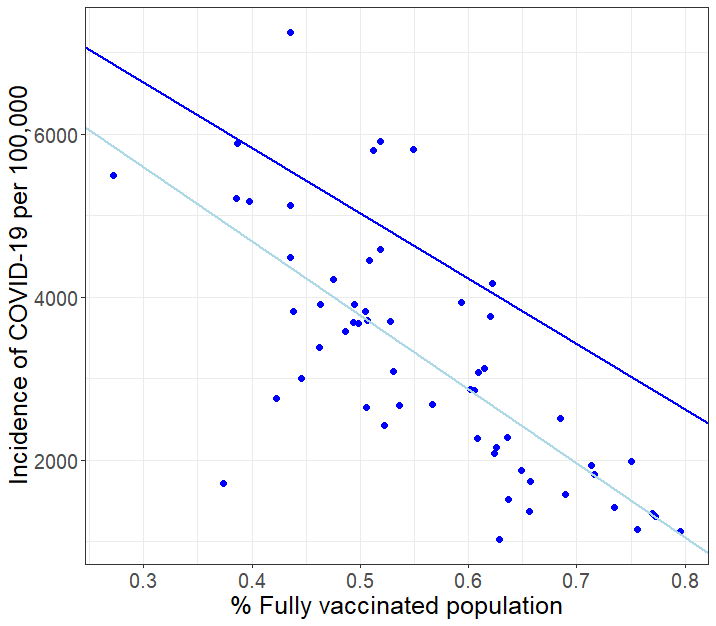 Incidence of COVID-19 per 100,000
6000
4000
2000
0.3 0.4 0.5 0.6 0.7 0.8
% Fully vaccinated population